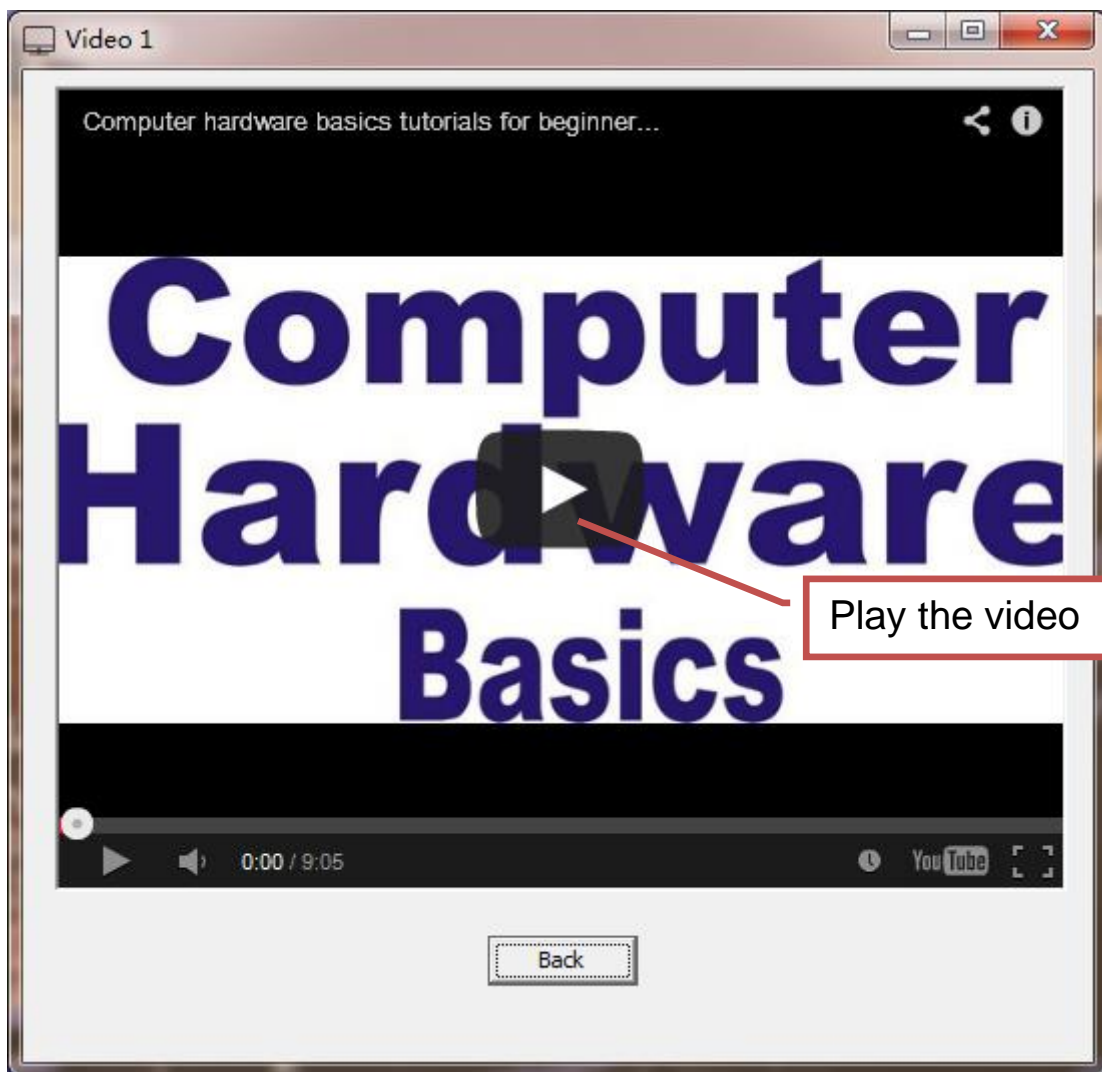 Video 1
Computer hardware basics tutorials for beginner...
Computer
Hardware
Basics
Play the video
0:00 / 9:05
YouTube
Back